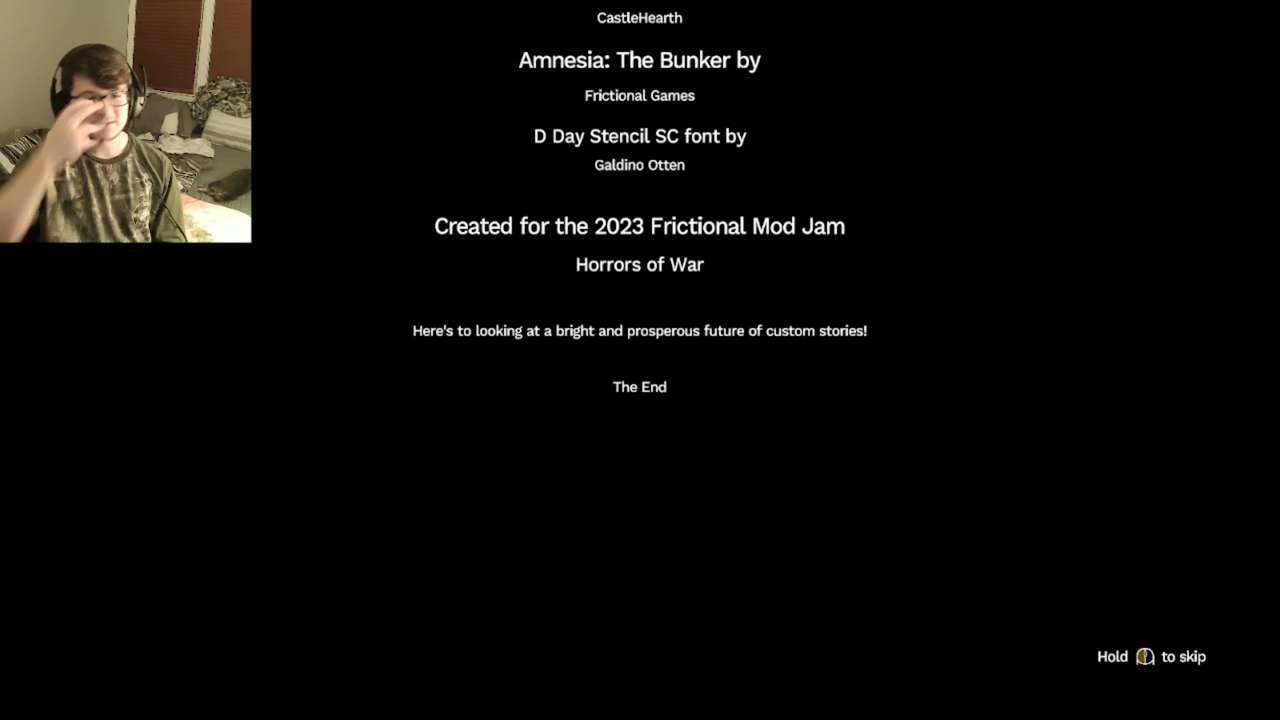 CastleHearth
Amnesia: The Bunker by
Frictional Games
D Day Stencil SC font by
Galdino Otten
Created for the 2023 Frictional Mod Jam
Horrors of War
Here's to looking at a bright and prosperous future of custom stories!
The End
Hold to skip